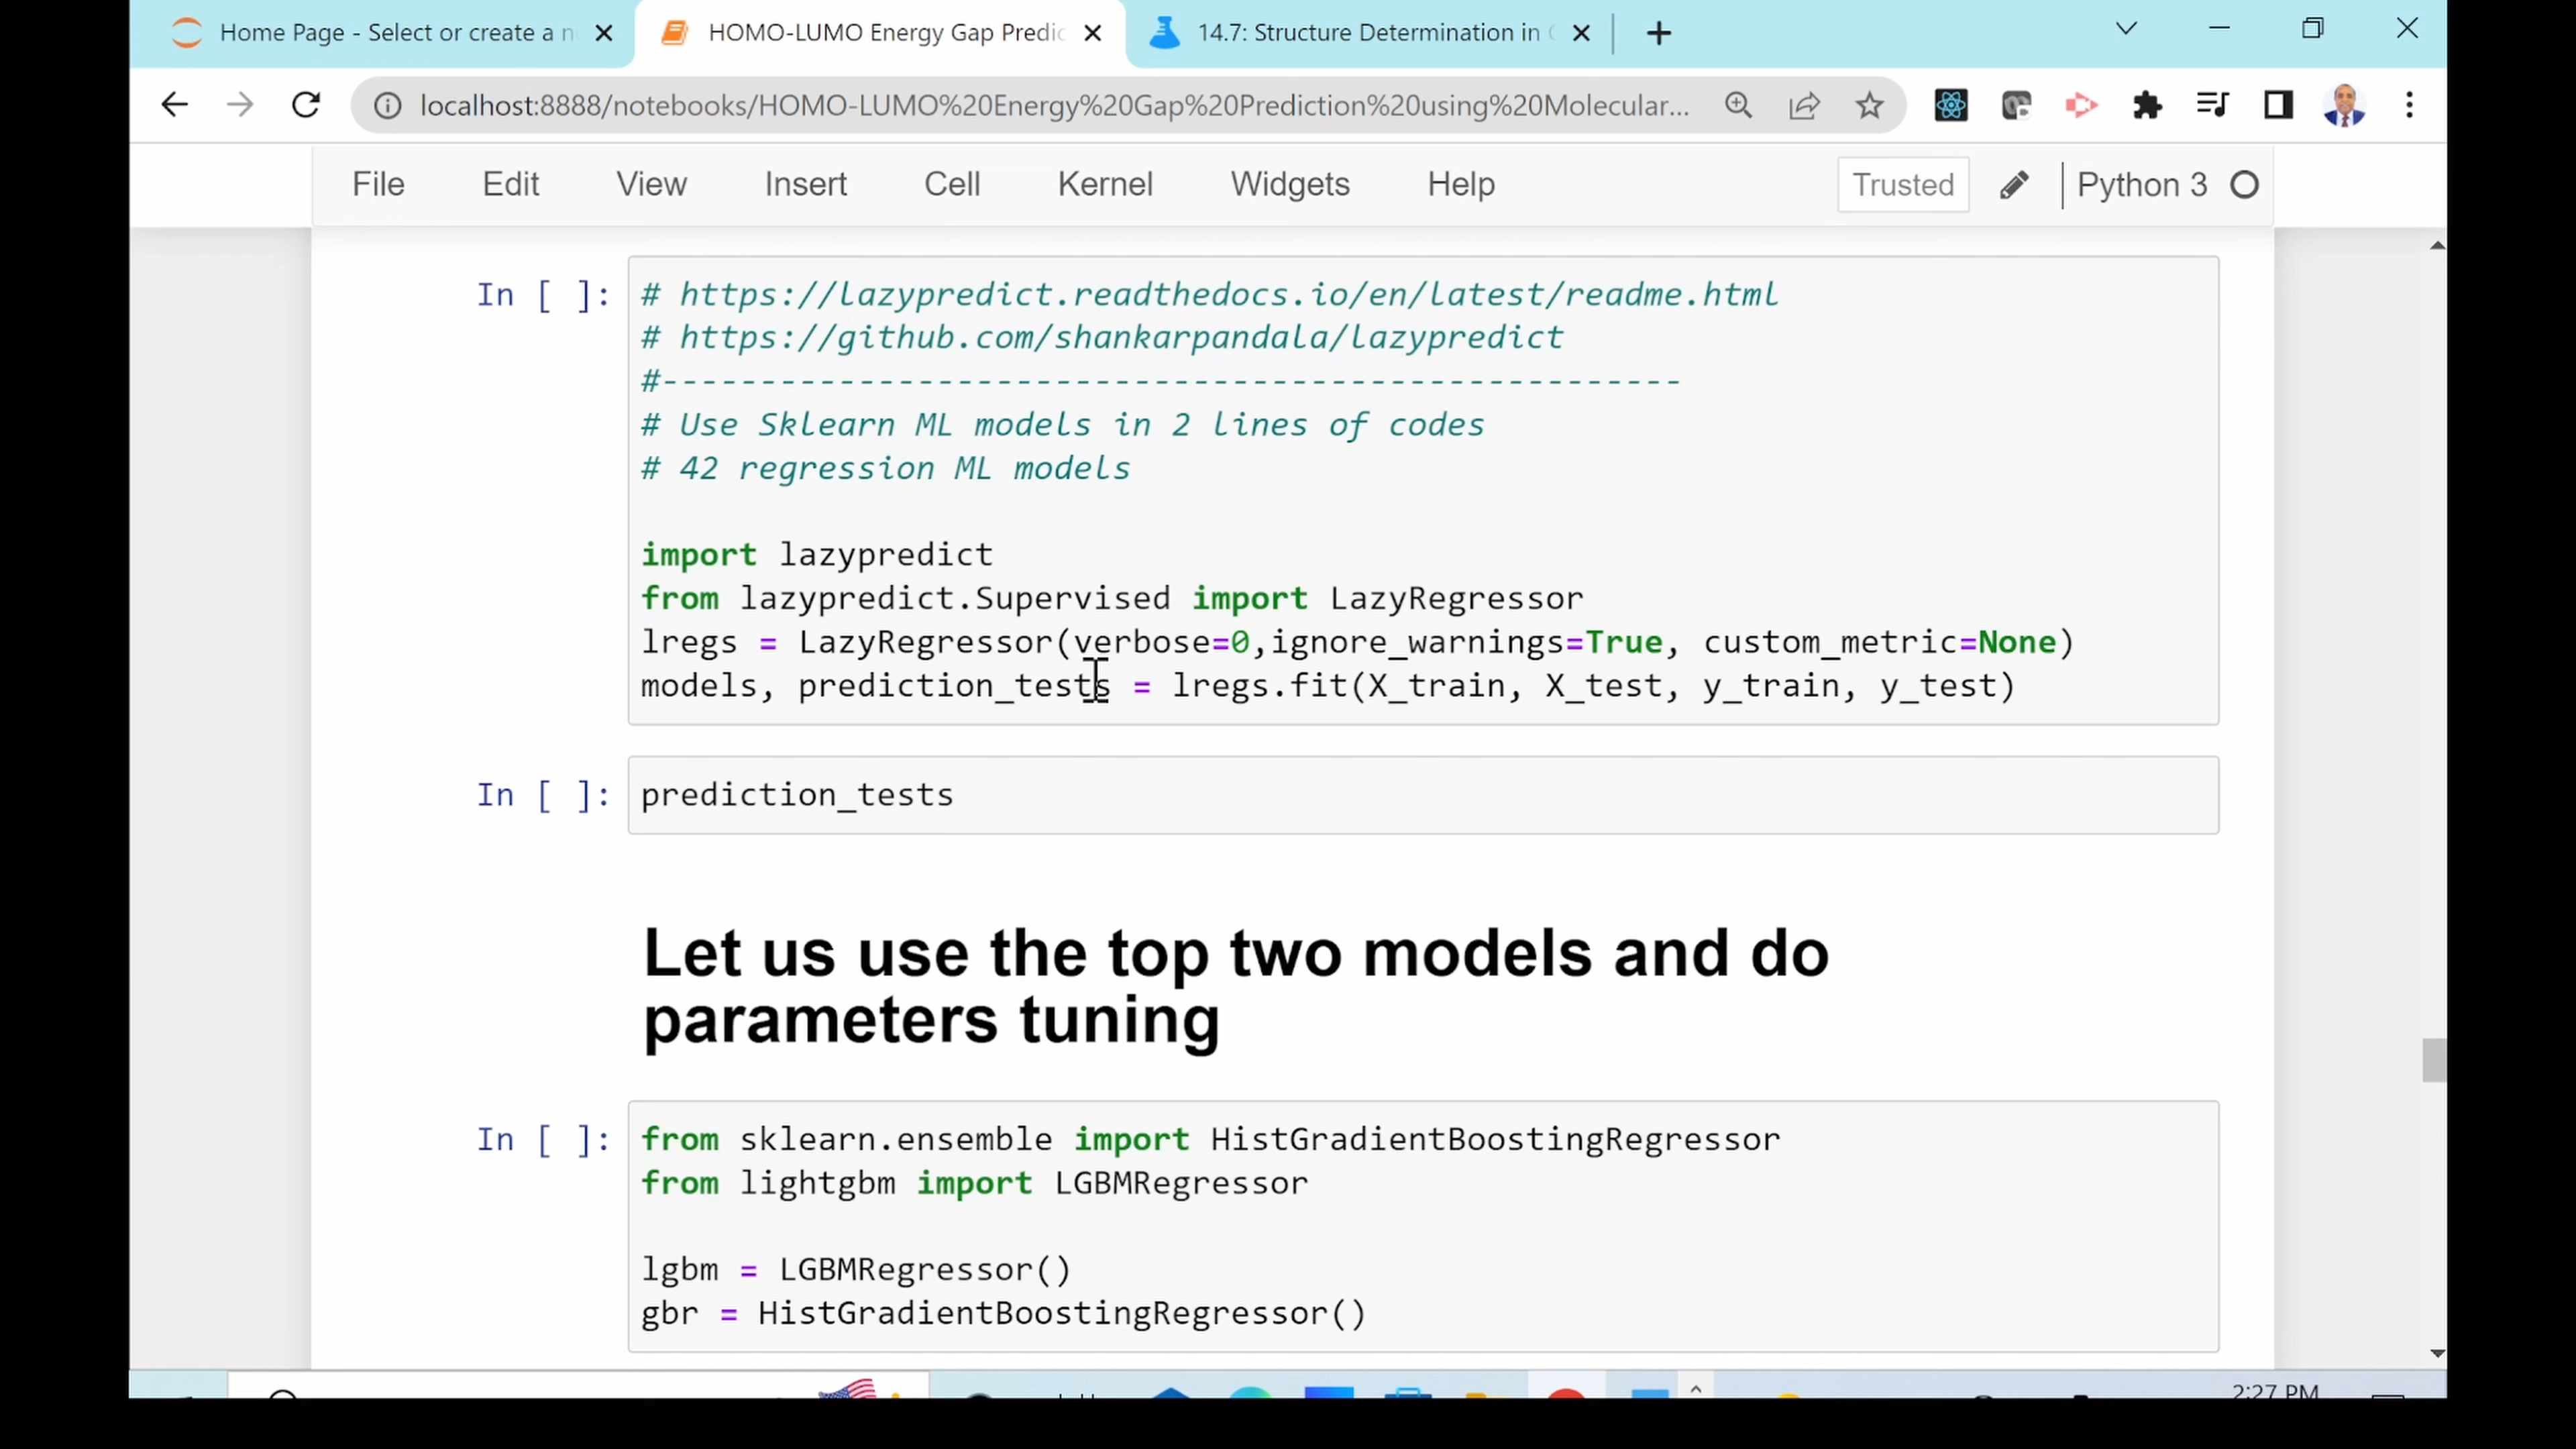 Home Page - Select or create a n
HOMO-LUMO Energy Gap Predic
14.7: Structure Determination in C
localhost:8888/notebooks/HOMO-LUMO%20Energy%20Gap%20Prediction%20using%20Molecular...
File Edit View Insert Cell Kernel Widgets Help Trusted Python 3
In [ ]: # https://lazypredict.readthedocs.io/en/latest/readme.html
# https://github.com/shankarpandala/lazypredict
#----------------------------------------------------
# Use Sklearn ML models in 2 lines of codes
# 42 regression ML models
import lazypredict
from lazypredict.Supervised import LazyRegressor
lregs = LazyRegressor(verbose=0,ignore_warnings=True, custom_metric=None)
models, prediction_tests = lregs.fit(X_train, X_test, y_train, y_test)
In [ ]: prediction_tests
Let us use the top two models and do
parameters tuning
In [ ]: from sklearn.ensemble import HistGradientBoostingRegressor
from lightgbm import LGBMRegressor
lgbm = LGBMRegressor()
gbr = HistGradientBoostingRegressor()
2:27 PM